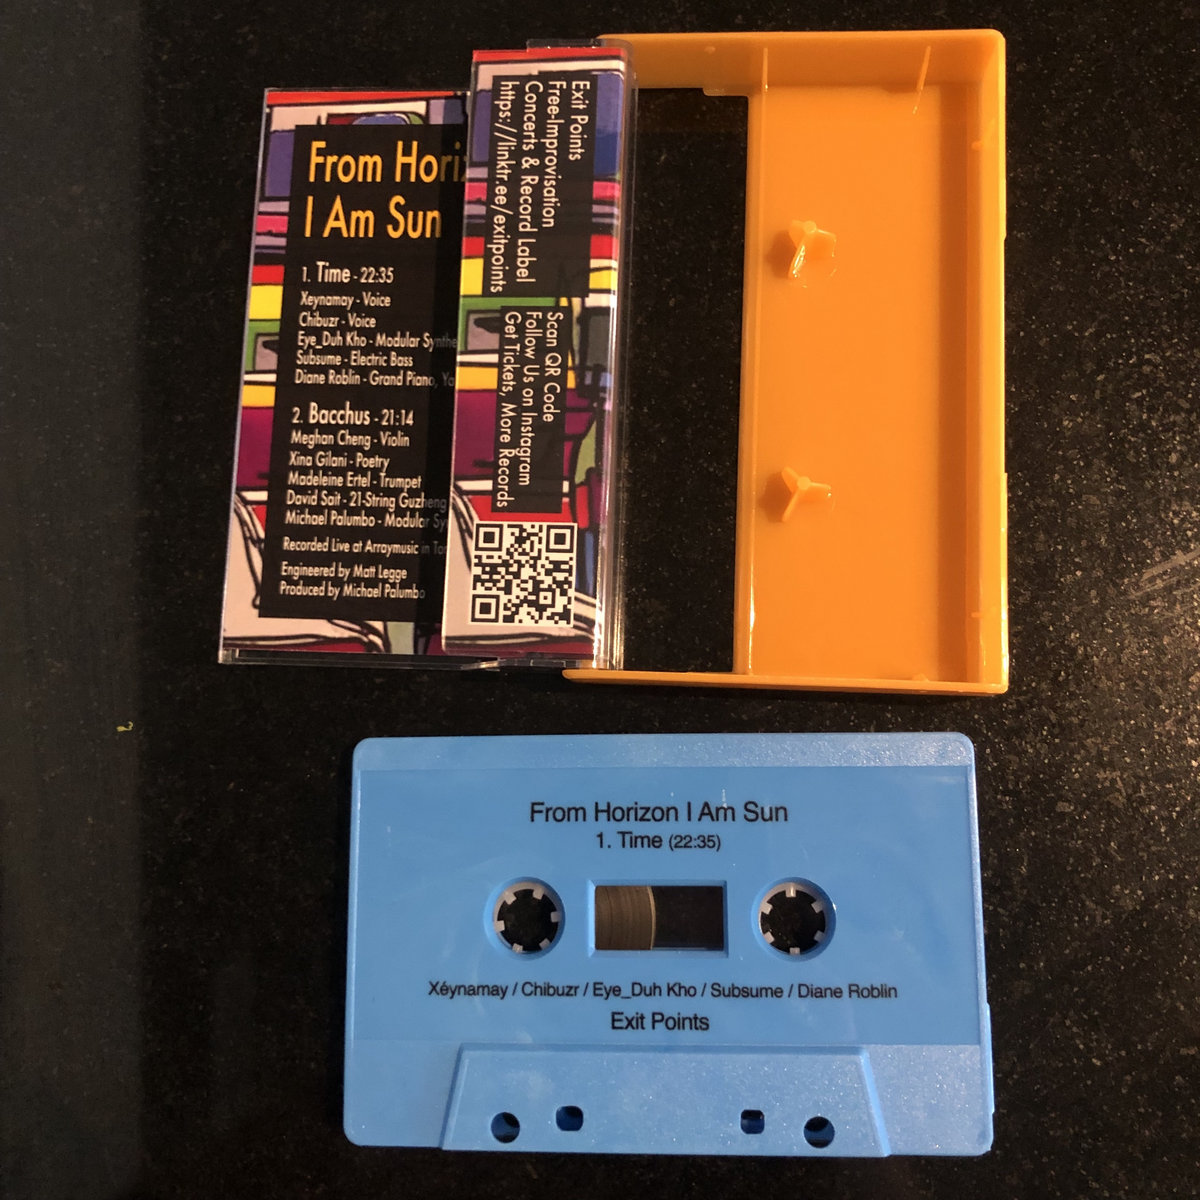 From Horiz
I Am Sun
1. Time - 22:35
Xeynamay - Voice
Chibuzr - Voice
Eye_Duh Kho - Modular Synthe
Subsume - Electric Bass
Diane Roblin - Grand Piano, Ya
2. Bacchus - 21:14
Meghan Cheng - Violin
Xina Gilani - Poetry
Madeleine Ertel - Trumpet
David Sait - 21-String Guzheng
Michael Palumbo - Modular Sy
Recorded Live at Arraymusic in Tor
Engineered by Matt Legge
Produced by Michael Palumbo
Exit Points
Free-Improvisation
Concerts & Record Label
https://linktr.ee/exitpoints
Scan QR Code
Follow Us on Instagram
Get Tickets, More Records
From Horizon I Am Sun
1. Time (22:35)
Xéynamay / Chibuzr / Eye_Duh Kho / Subsume / Diane Roblin
Exit Points